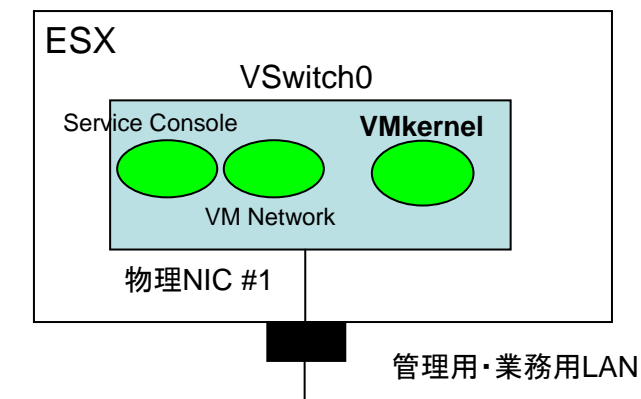 ESX
VSwitch0
Service Console
VMkernel
VM Network
物理NIC #1
管理用・業務用LAN